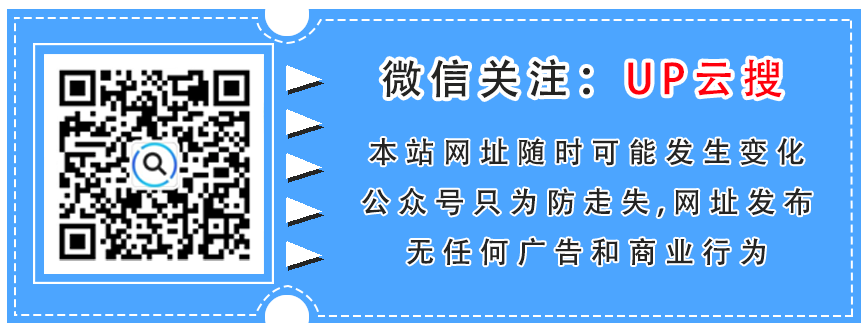 微信关注：UP云搜
本站网址随时可能发生变化
公众号只为防走失,网址发布
无任何广告和商业行为